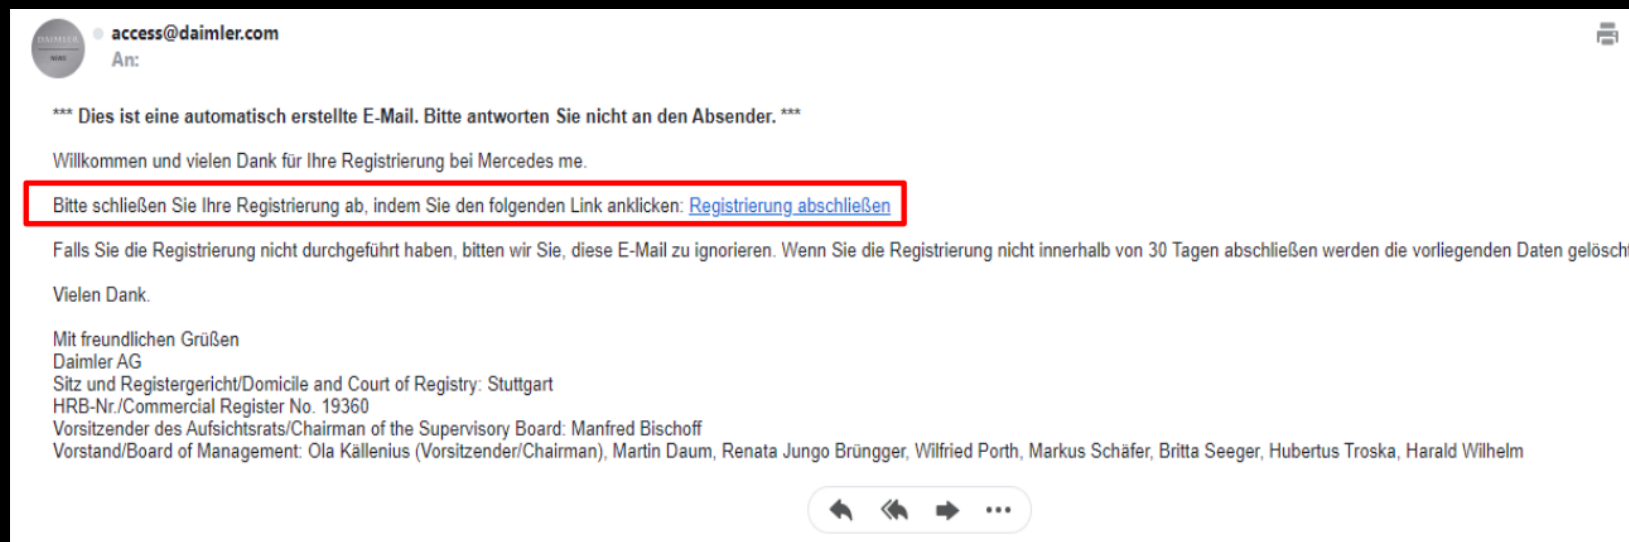 DAIMLER
NEWS
access@daimler.com
An:
*** Dies ist eine automatisch erstellte E-Mail. Bitte antworten Sie nicht an den Absender. ***
Willkommen und vielen Dank für Ihre Registrierung bei Mercedes me.
Bitte schließen Sie Ihre Registrierung ab, indem Sie den folgenden Link anklicken: Registrierung abschließen
Falls Sie die Registrierung nicht durchgeführt haben, bitten wir Sie, diese E-Mail zu ignorieren. Wenn Sie die Registrierung nicht innerhalb von 30 Tagen abschließen werden die vorliegenden Daten gelöscht
Vielen Dank.
Mit freundlichen Grüßen
Daimler AG
Sitz und Registergericht/Domicile and Court of Registry: Stuttgart
HRB-Nr./Commercial Register No. 19360
Vorsitzender des Aufsichtsrats/Chairman of the Supervisory Board: Manfred Bischoff
Vorstand/Board of Management: Ola Källenius (Vorsitzender/Chairman), Martin Daum, Renata Jungo Brüngger, Wilfried Porth, Markus Schäfer, Britta Seeger, Hubertus Troska, Harald Wilhelm